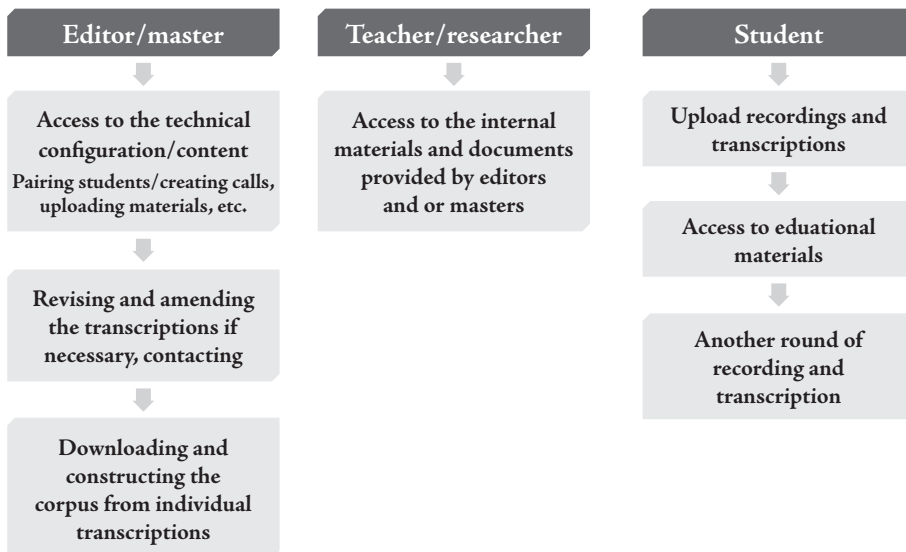 Editor/master
Access to the technical
configuration/content
Pairing students/creating calls,
uploading materials, etc.
Revising and amending
the transcriptions if
necessary, contacting
Downloading and
constructing the
corpus from individual
transcriptions
Teacher/researcher
Access to the internal
materials and documents
provided by editors
and or masters
Student
Upload recordings and
transcriptions
Access to eduational
materials
Another round of
recording and
transcription